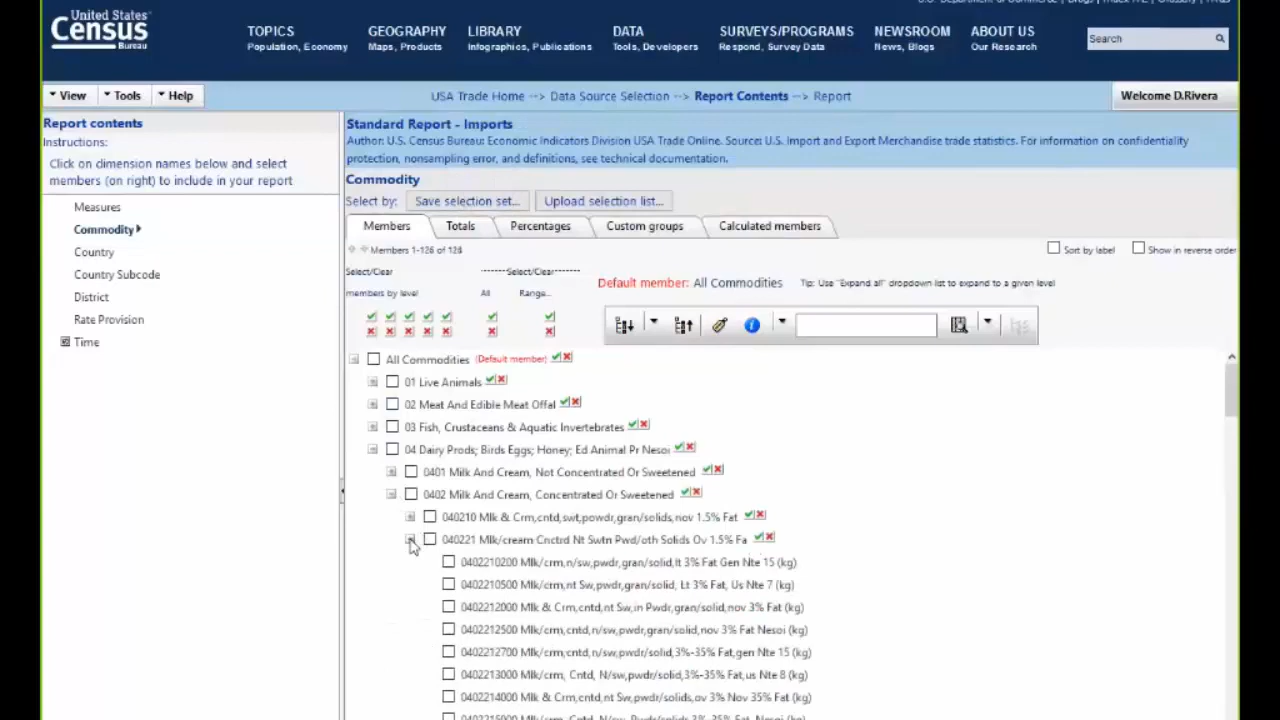 United States
Census
Bureau
TOPICS
Population, Economy
GEOGRAPHY
Maps, Products
LIBRARY
Infographics, Publications
DATA
Tools, Developers
SURVEYS/PROGRAMS
Respond, Survey Data
NEWSROOM
News, Blogs
ABOUT US
Our Research
Search
View Tools Help
USA Trade Home --> Data Source Selection --> Report Contents --> Report
Welcome D.Rivera
Report contents
Instructions:
Click on dimension names below and select
members (on right) to include in your report
Measures
Commodity
Country
Country Subcode
District
Rate Provision
Time
Standard Report - Imports
Author: U.S. Census Bureau: Economic Indicators Division USA Trade Online. Source: U.S. Import and Export Merchandise trade statistics. For information on confidentiality
protection, nonsampling error, and definitions, see technical documentation.
Commodity
Select by: Save selection set... Upload selection list...
Members Totals Percentages Custom groups Calculated members
Members 1-126 of 126
Sort by label Show in reverse order
Select/Clear
members by level
-------Select/Clear-------
All Range...
Default member: All Commodities Tip: Use "Expand all" dropdown list to expand to a given level
All Commodities (Default member)
01 Live Animals
02 Meat And Edible Meat Offal
03 Fish, Crustaceans & Aquatic Invertebrates
04 Dairy Prods; Birds Eggs; Honey; Ed Animal Pr Nesoi
0401 Milk And Cream, Not Concentrated Or Sweetened
0402 Milk And Cream, Concentrated Or Sweetened
040210 Mlk & Crm,cntd,swt,powdr,gran/solids,nov 1.5% Fat
040221 Mlk/cream Cnctrd Nt Swtn Pwd/oth Solids Ov 1.5% Fa
0402210200 Mlk/crm,n/sw,pwdr,gran/solid,lt 3% Fat Gen Nte 15 (kg)
0402210500 Mlk/crm,nt Sw,pwdr,gran/solid, Lt 3% Fat, Us Nte 7 (kg)
0402212000 Mlk & Crm,cntd,nt Sw,in Pwdr,gran/solid,nov 3% Fat (kg)
0402212500 Mlk/crm,cntd,n/sw,pwdr,gran/solid,nov 3% Fat Nesoi (kg)
0402212700 Mlk/crm,cntd,n/sw,pwdr/solid,3%-35% Fat,gen Nte 15 (kg)
0402213000 Mlk/crm, Cntd, N/sw,pwdr/solid,3%-35% Fat,us Nte 8 (kg)
0402214000 Mlk & Crm,cntd,nt Sw,pwdr/solids,ov 3% Nov 35% Fat (kg)
0402215000 Mlk/crm, Cntd, N/sw, Pwdr/solids 3%-35% Fat, Nesoi (kg)